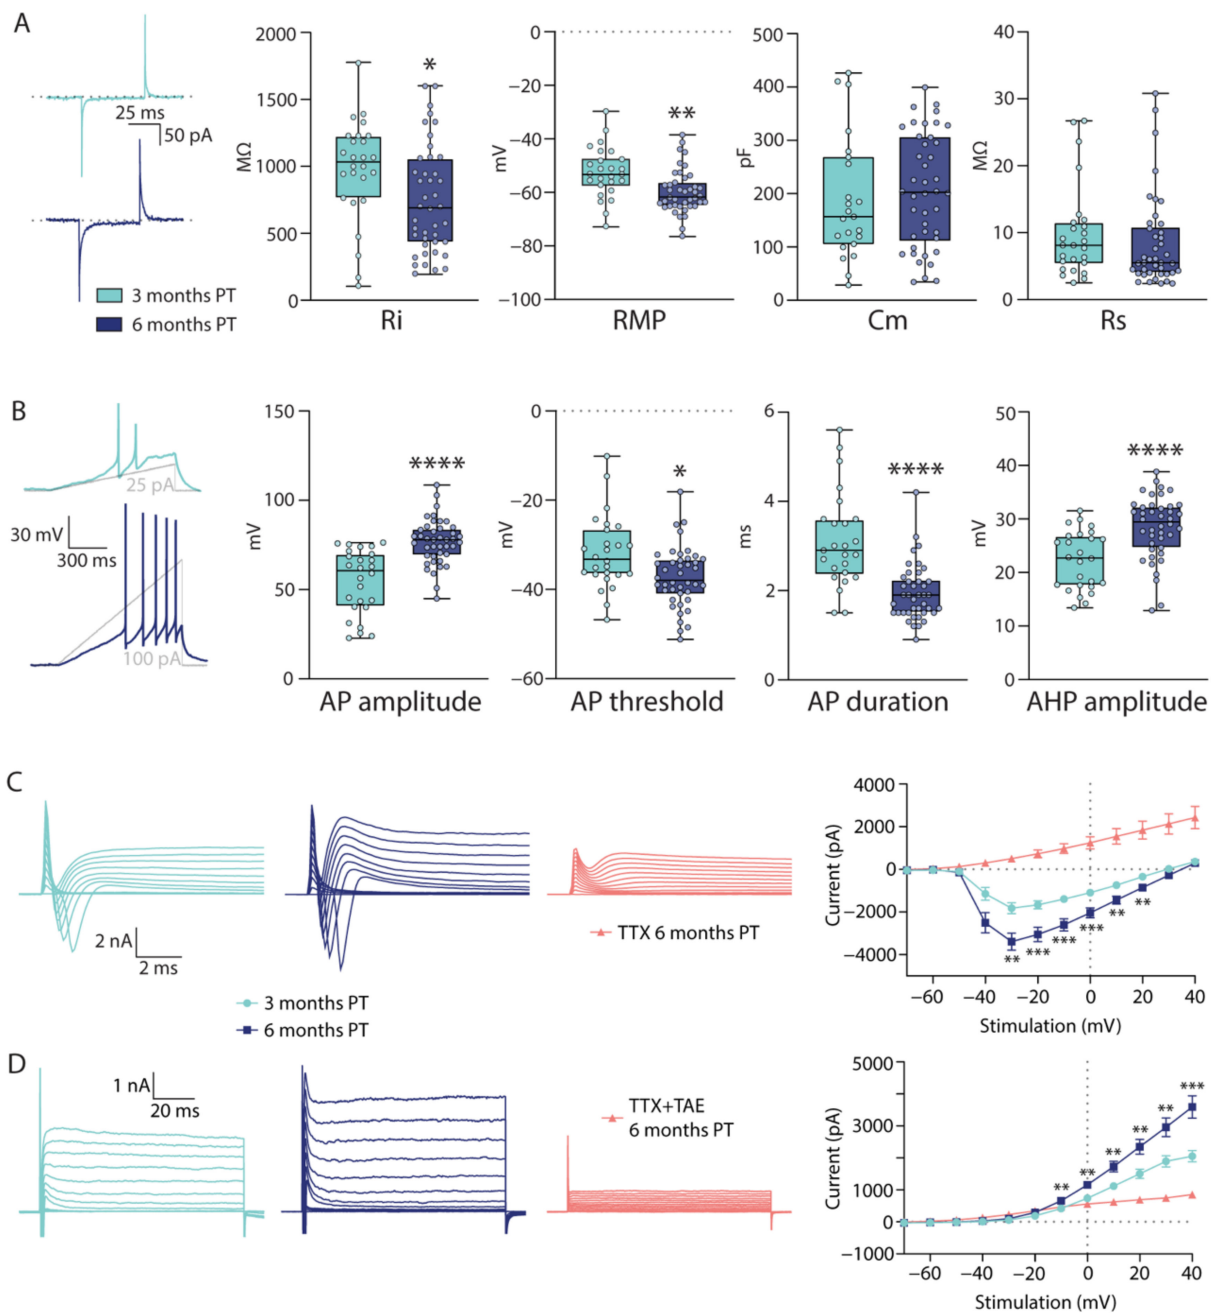 A
25 ms
50 pA
3 months PT
6 months PT
2000
1500
1000
500
0
MΩ
*
Ri
0
−20
−40
−60
−80
−100
mV
**
RMP
500
400
300
200
100
0
pF
Cm
40
30
20
10
0
MΩ
Rs
B
25 pA
30 mV
300 ms
100 pA
150
100
50
0
mV
****
AP amplitude
0
−20
−40
−60
mV
*
AP threshold
6
4
2
0
ms
****
AP duration
50
40
30
20
10
0
mV
****
AHP amplitude
C
2 nA
2 ms
TTX 6 months PT
3 months PT
6 months PT
4000
2000
0
−2000
−4000
Current (pA)
** *** *** *** ** **
−60 −40 −20 0 20 40
Stimulation (mV)
D
1 nA
20 ms
TTX+TAE
6 months PT
5000
3000
1000
0
−1000
Current (pA)
** ** ** ** ** ***
−60 −40 −20 0 20 40
Stimulation (mV)